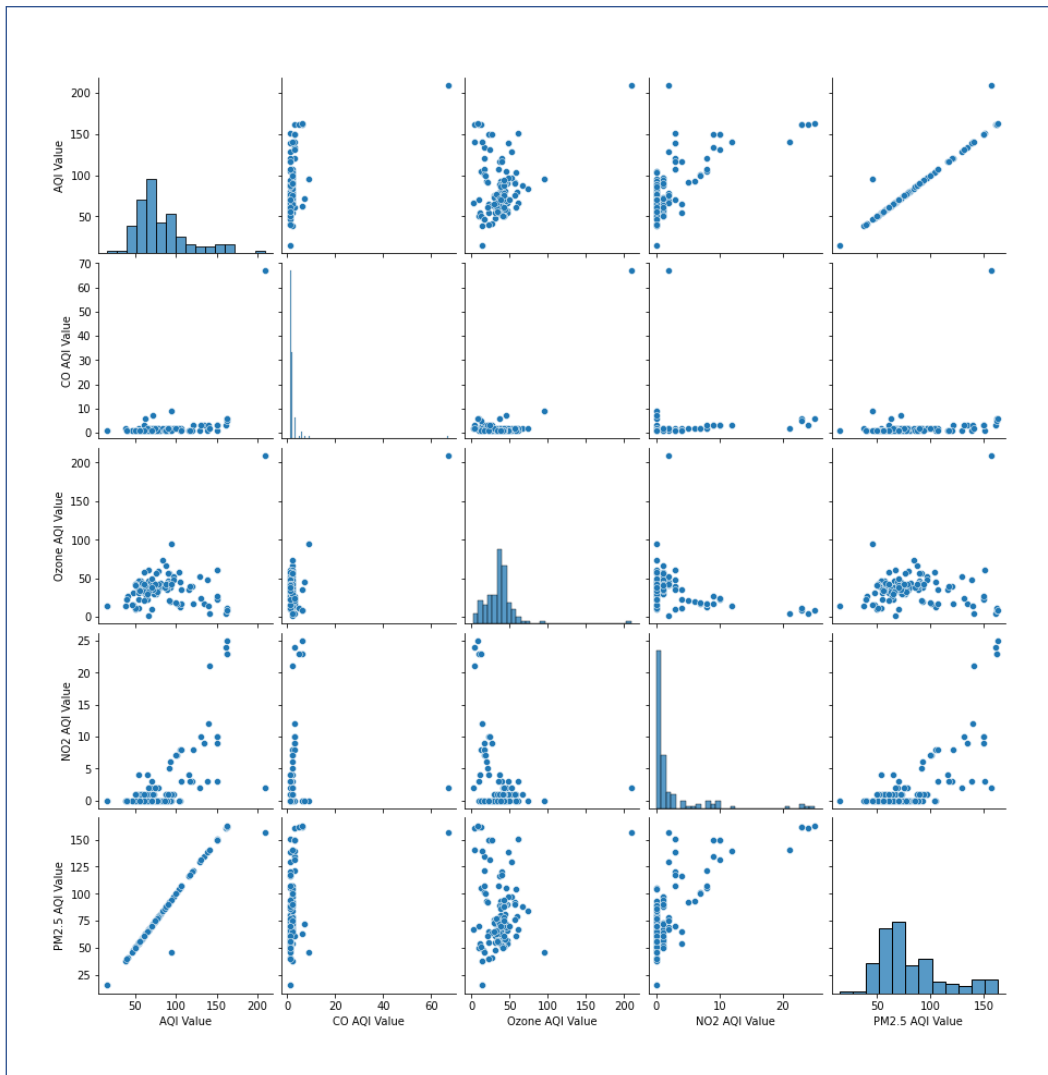 200
150
100
50
AQI Value
70
60
50
40
30
20
10
0
CO AQI Value
200
150
100
50
0
Ozone AQI Value
25
20
15
10
5
0
NO2 AQI Value
150
125
100
75
50
25
PM2.5 AQI Value
50 100 150 200
AQI Value
0 20 40 60
CO AQI Value
0 50 100 150 200
Ozone AQI Value
0 10 20
NO2 AQI Value
50 100 150
PM2.5 AQI Value